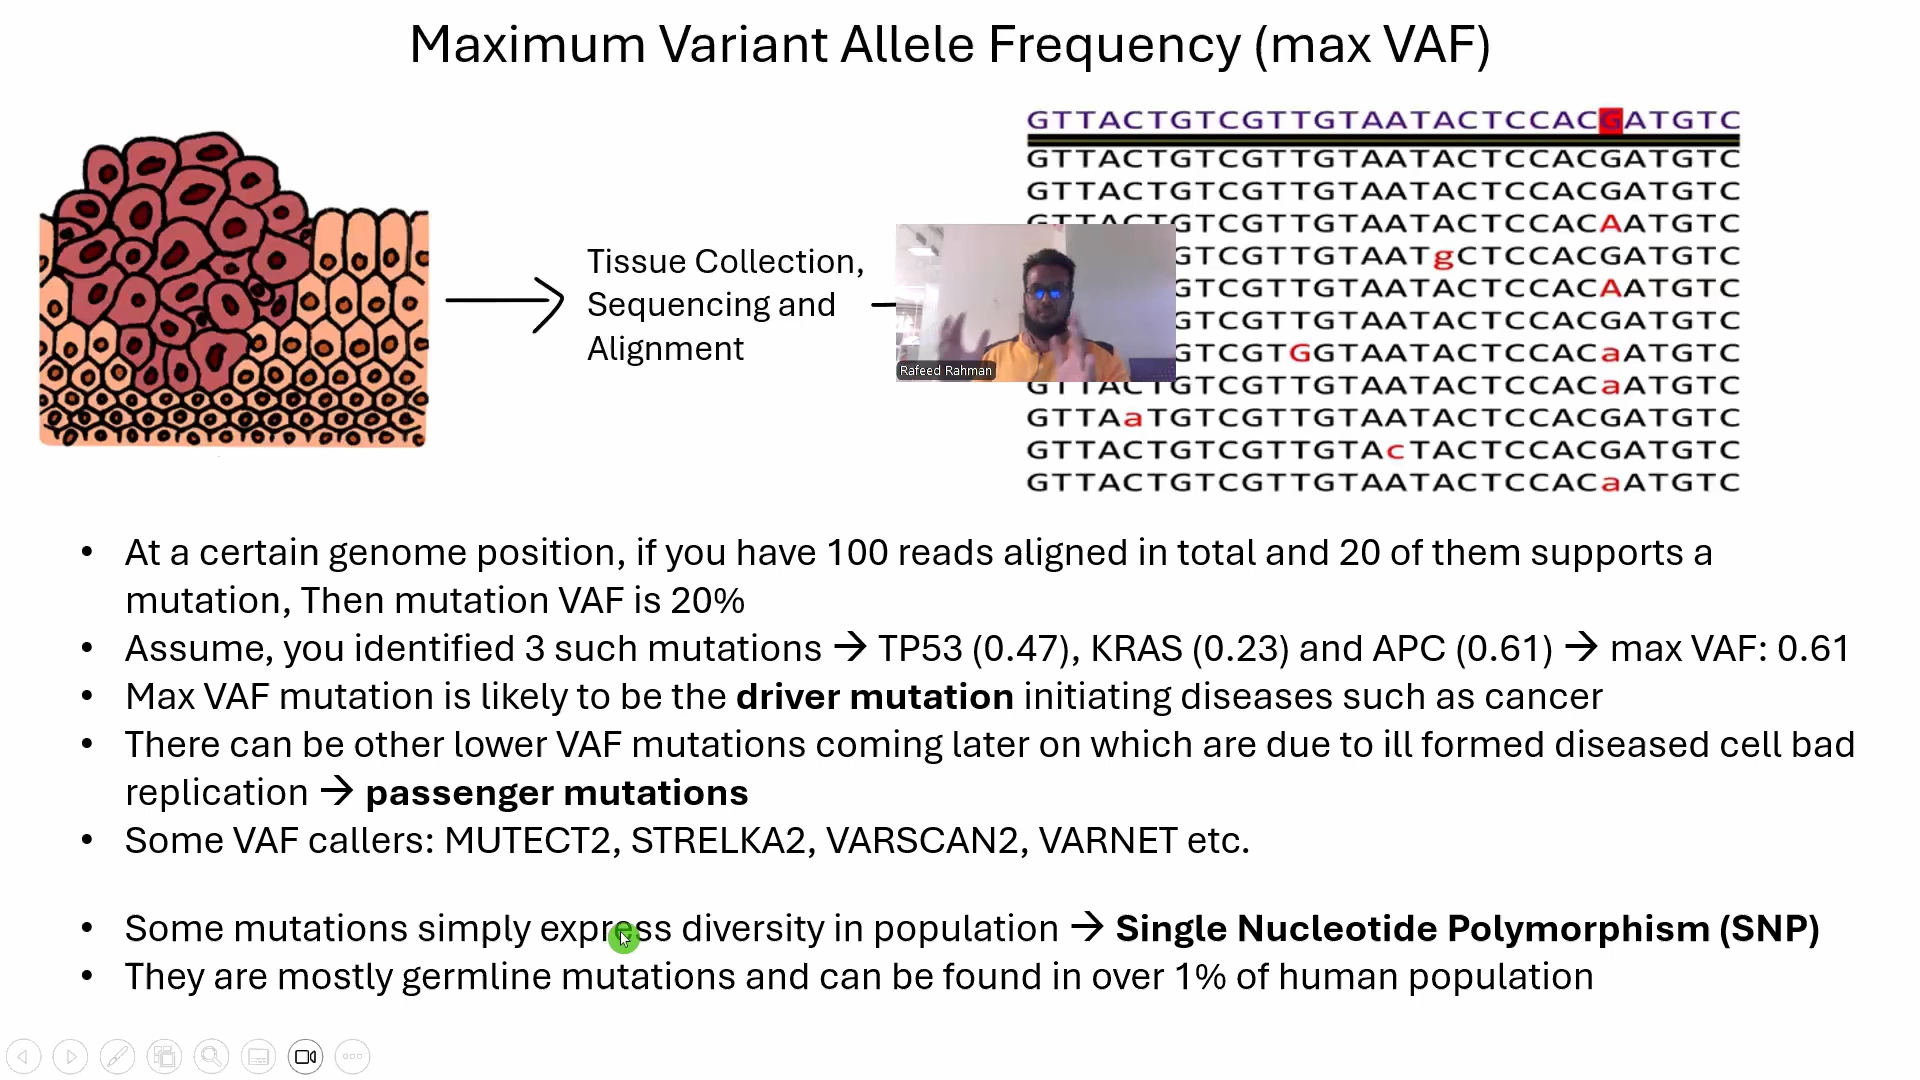 Maximum Variant Allele Frequency (max VAF)
GTTACTGTCGTTGTAATACTCCACGATGTC
GTTACTGTCGTTGTAATACTCCACGATGTC
GTTACTGTCGTTGTAATACTCCACGATGTC
GTTACTGTCGTTGTAATACTCCACAATGTC
GTCGTTGTAATgCTCCACGATGTC
GTCGTTGTAATACTCCACAATGTC
GTCGTTGTAATACTCCACGATGTC
GTCGTGGTAATACTCCACaATGTC
GTTACTGTCGTTGTAATACTCCACaATGTC
GTTAaTGTCGTTGTAATACTCCACGATGTC
GTTACTGTCGTTGTAcTACTCCACGATGTC
GTTACTGTCGTTGTAATACTCCACaATGTC
Tissue Collection,
Sequencing and
Alignment
Rafeed Rahman
• At a certain genome position, if you have 100 reads aligned in total and 20 of them supports a
mutation, Then mutation VAF is 20%
• Assume, you identified 3 such mutations → TP53 (0.47), KRAS (0.23) and APC (0.61) → max VAF: 0.61
• Max VAF mutation is likely to be the driver mutation initiating diseases such as cancer
• There can be other lower VAF mutations coming later on which are due to ill formed diseased cell bad
replication → passenger mutations
• Some VAF callers: MUTECT2, STRELKA2, VARSCAN2, VARNET etc.
• Some mutations simply express diversity in population → Single Nucleotide Polymorphism (SNP)
• They are mostly germline mutations and can be found in over 1% of human population